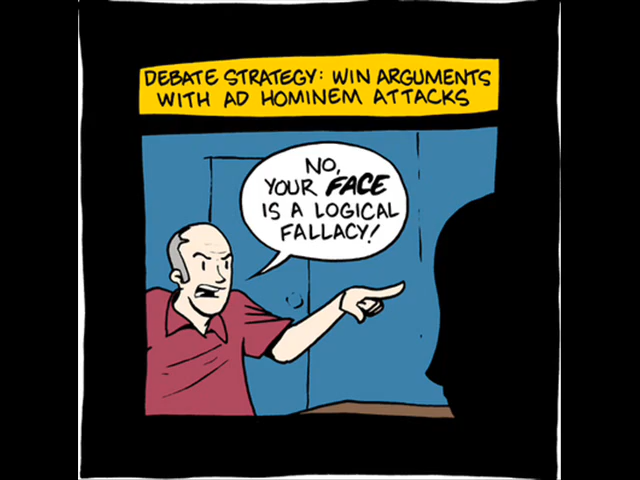 DEBATE STRATEGY: WIN ARGUMENTS
WITH AD HOMINEM ATTACKS
NO,
YOUR FACE
IS A LOGICAL
FALLACY!